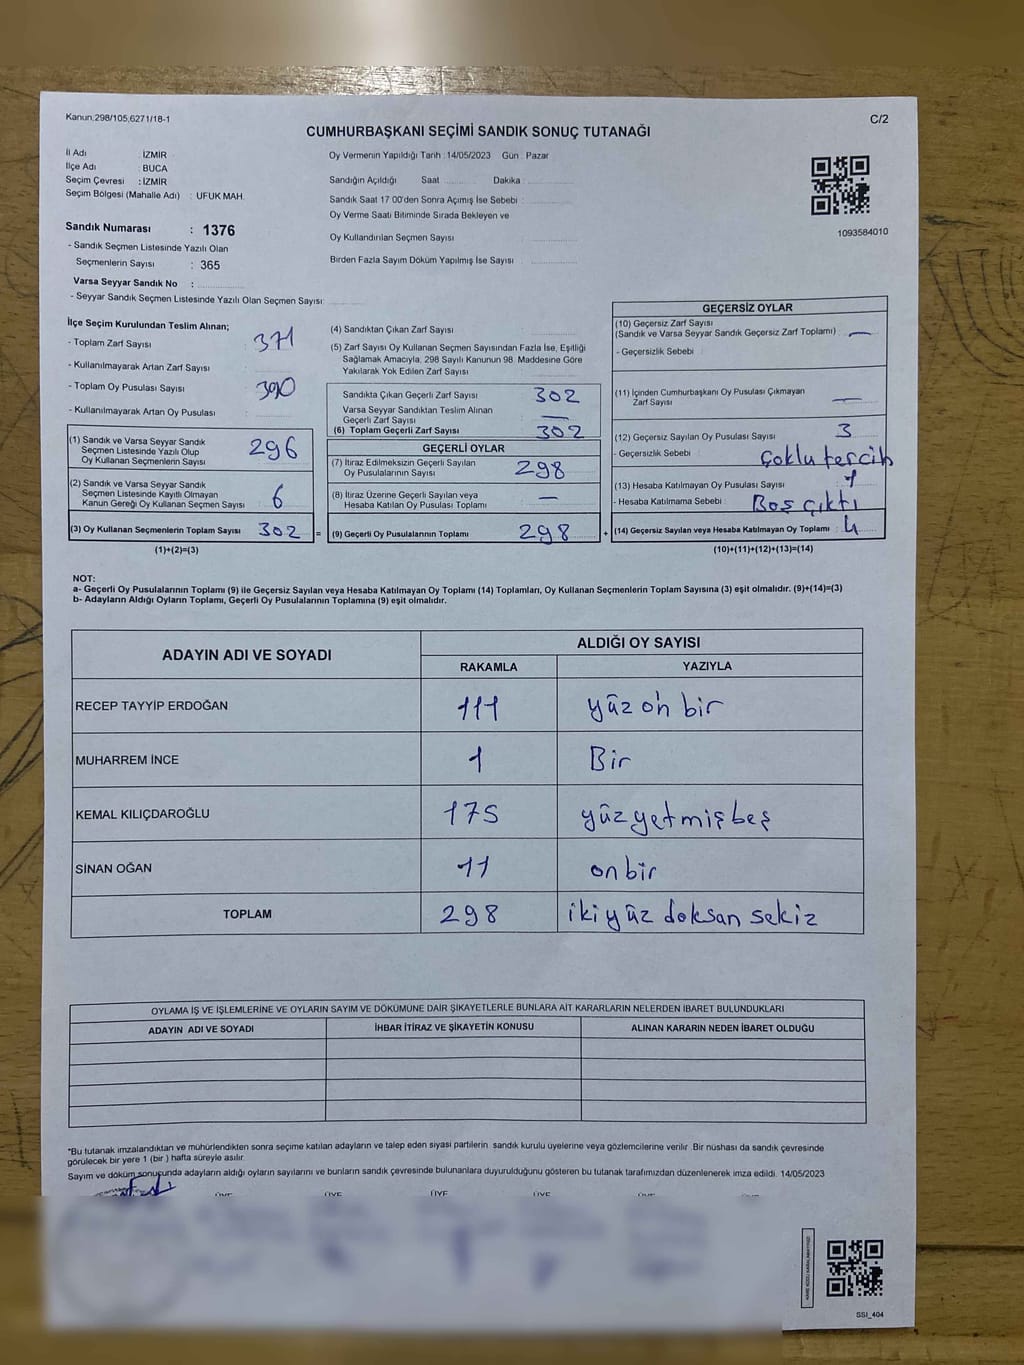 Kanun;298/105,6271/18-1
C/2
CUMHURBAŞKANI SEÇİMİ SANDIK SONUÇ TUTANAĞI
İl Adı : İZMİR
İlçe Adı : BUCA
Seçim Çevresi : İZMİR
Seçim Bölgesi (Mahalle Adı) : UFUK MAH.
Sandık Numarası : 1376
- Sandık Seçmen Listesinde Yazılı Olan
Seçmenlerin Sayısı : 365
Varsa Seyyar Sandık No :
- Seyyar Sandık Seçmen Listesinde Yazılı Olan Seçmen Sayısı:
Oy Vermenin Yapıldığı Tarih : 14/05/2023 Gün : Pazar
Sandığın Açıldığı Saat Dakika :
Sandık Saat 17 00'den Sonra Açımış İse Sebebi :
Oy Verme Saati Bitiminde Sırada Bekleyen ve
Oy Kullandırılan Seçmen Sayısı
Birden Fazla Sayım Döküm Yapılmış İse Sayısı :
1093584010
İlçe Seçim Kurulundan Teslim Alınan;
- Toplam Zarf Sayısı : 371
- Kullanılmayarak Artan Zarf Sayısı :
- Toplam Oy Pusulası Sayısı : 390
- Kullanılmayarak Artan Oy Pusulası :
(1) Sandık ve Varsa Seyyar Sandık
Seçmen Listesinde Yazılı Olup
Oy Kullanan Seçmenlerin Sayısı 296
(2) Sandık ve Varsa Seyyar Sandık
Seçmen Listesinde Kayıtlı Olmayan
Kanun Gereği Oy Kullanan Seçmen Sayısı : 6
(3) Oy Kullanan Seçmenlerin Toplam Sayısı 302 =
(1)+(2)=(3)
(4) Sandıktan Çıkan Zarf Sayısı
(5) Zarf Sayısı Oy Kullanan Seçmen Sayısından Fazla İse, Eşitliği
Sağlamak Amacıyla, 298 Sayılı Kanunun 98. Maddesine Göre
Yakılarak Yok Edilen Zarf Sayısı
Sandıkta Çıkan Geçerli Zarf Sayısı 302
Varsa Seyyar Sandıktan Teslim Alınan
Geçerli Zarf Sayısı —
(6) Toplam Geçerli Zarf Sayısı 302
GEÇERLİ OYLAR
(7) İtiraz Edilmeksizin Geçerli Sayılan
Oy Pusulalarının Sayısı 298
(8) İtiraz Üzerine Geçerli Sayılan veya
Hesaba Katılan Oy Pusulası Toplamı —
(9) Geçerli Oy Pusulalarının Toplamı 298 +
GEÇERSİZ OYLAR
(10) Geçersiz Zarf Sayısı
(Sandık ve Varsa Seyyar Sandık Geçersiz Zarf Toplamı) : —
- Geçersizlik Sebebi
(11) İçinden Cumhurbaşkanı Oy Pusulası Çıkmayan
Zarf Sayısı —
(12) Geçersiz Sayılan Oy Pusulası Sayısı : 3
- Geçersizlik Sebebi : Çoklu tercih
(13) Hesaba Katılmayan Oy Pusulası Sayısı : 1
- Hesaba Katılmama Sebebi : Boş çıktı
(14) Geçersiz Sayılan veya Hesaba Katılmayan Oy Toplamı : 4
(10)+(11)+(12)+(13)=(14)
NOT:
a- Geçerli Oy Pusulalarının Toplamı (9) ile Geçersiz Sayılan veya Hesaba Katılmayan Oy Toplamı (14) Toplamları, Oy Kullanan Seçmenlerin Toplam Sayısına (3) eşit olmalıdır. (9)+(14)=(3)
b- Adayların Aldığı Oyların Toplamı, Geçerli Oy Pusulalarının Toplamına (9) eşit olmalıdır.
ADAYIN ADI VE SOYADI
ALDIĞI OY SAYISI
RAKAMLA YAZIYLA
RECEP TAYYİP ERDOĞAN 111 yüz on bir
MUHARREM İNCE 1 Bir
KEMAL KILIÇDAROĞLU 175 yüz yetmiş beş
SİNAN OĞAN 11 on bir
TOPLAM 298 iki yüz doksan sekiz
OYLAMA İŞ VE İŞLEMLERİNE VE OYLARIN SAYIM VE DÖKÜMÜNE DAİR ŞİKAYETLERLE BUNLARA AİT KARARLARIN NELERDEN İBARET BULUNDUKLARI
ADAYIN ADI VE SOYADI İHBAR İTİRAZ VE ŞİKAYETİN KONUSU ALINAN KARARIN NEDEN İBARET OLDUĞU
*Bu tutanak imzalandıktan ve mühürlendikten sonra seçime katılan adayların ve talep eden siyasi partilerin sandık kurulu üyelerine veya gözlemcilerine verilir. Bir nüshası da sandık çevresinde
görülecek bir yere 1 (bir ) hafta süreyle asılır.
Sayım ve döküm sonucunda adayların aldığı oyların sayılarını ve bunların sandık çevresinde bulunanlara duyurulduğunu gösteren bu tutanak tarafımızdan düzenlenerek imza edildi. 14/05/2023
ÜYE ÜYE ÜYE ÜYE ÜYE
SSİ_404